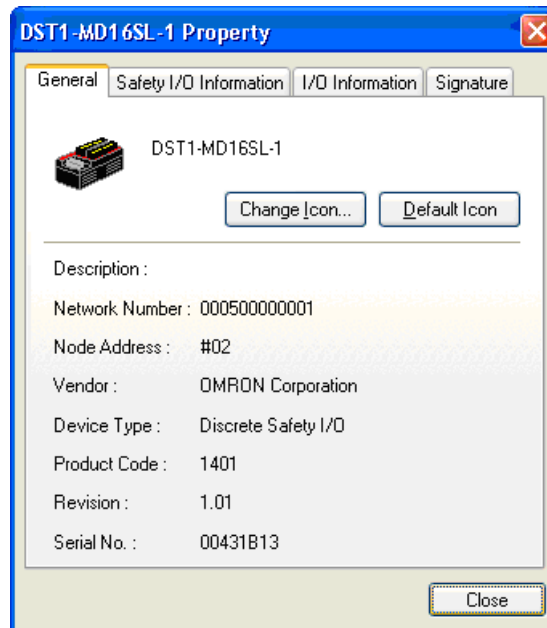 DST1-MD16SL-1 Property
General Safety I/O Information I/O Information Signature
DST1-MD16SL-1
Change Icon... Default Icon
Description :
Network Number : 000500000001
Node Address : #02
Vendor : OMRON Corporation
Device Type : Discrete Safety I/O
Product Code : 1401
Revision : 1.01
Serial No. : 00431B13
Close